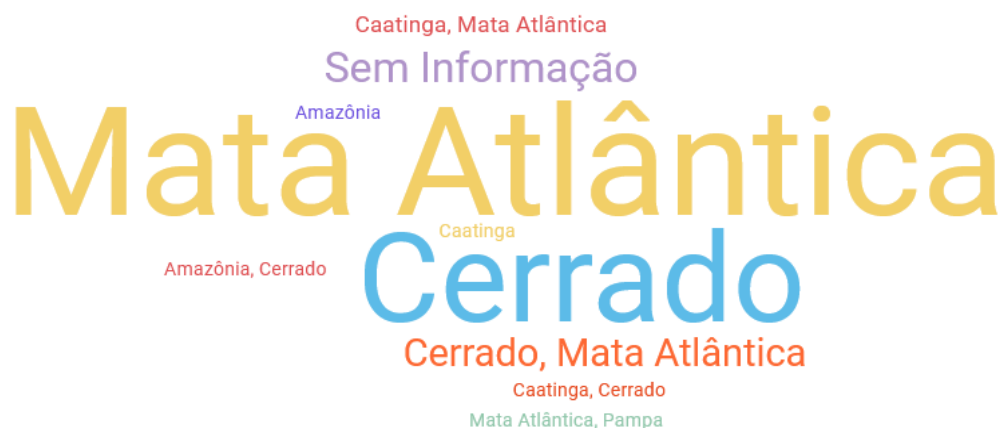 Caatinga, Mata Atlântica
Sem Informação
Amazônia
Mata Atlântica
Caatinga
Cerrado
Amazônia, Cerrado
Cerrado, Mata Atlântica
Caatinga, Cerrado
Mata Atlântica, Pampa